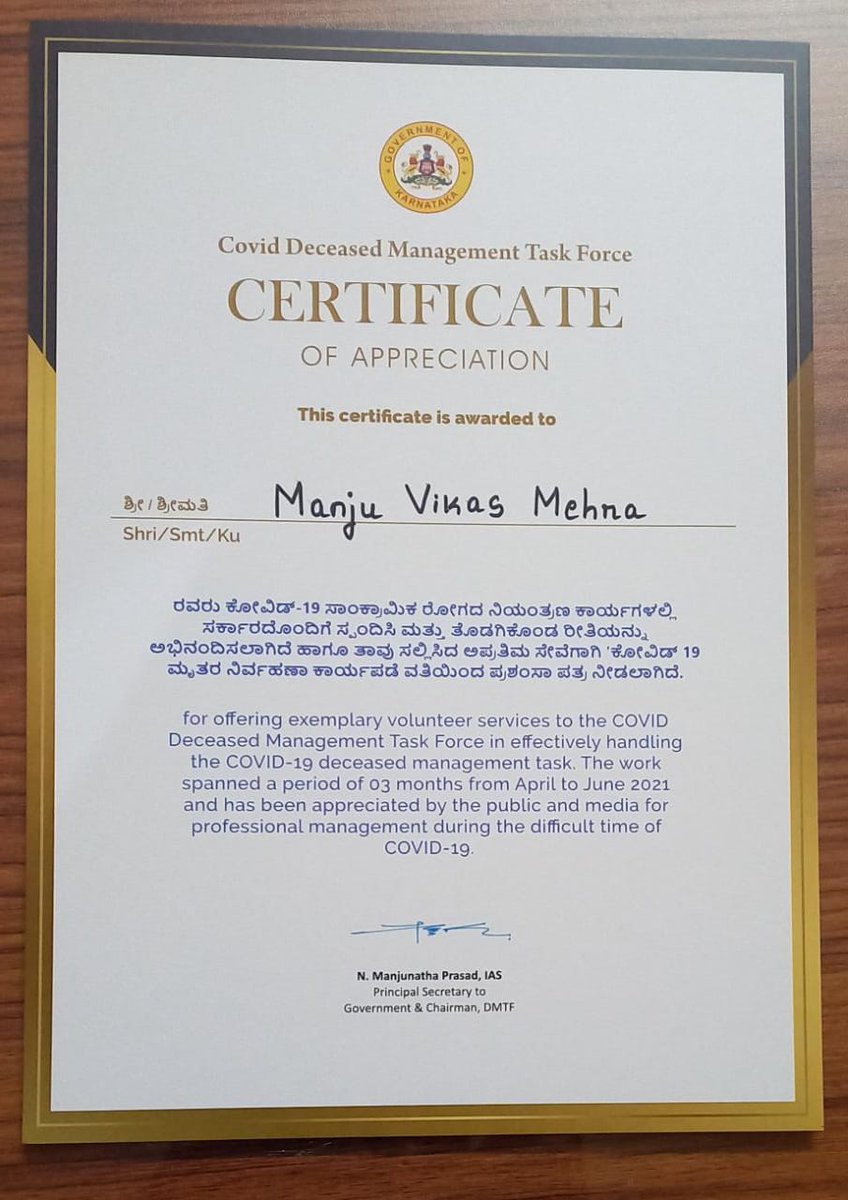 GOVERNMENT OF
KARNATAKA
Covid Deceased Management Task Force
CERTIFICATE
OF APPRECIATION
This certificate is awarded to
ಶ್ರೀ / ಶ್ರೀಮತಿ Manju Vikas Mehna
Shri/Smt/Ku
ರವರು ಕೋವಿಡ್-19 ಸಾಂಕ್ರಾಮಿಕ ರೋಗದ ನಿಯಂತ್ರಣ ಕಾರ್ಯಗಳಲ್ಲಿ
ಸರ್ಕಾರದೊಂದಿಗೆ ಸ್ಪಂದಿಸಿ ಮತ್ತು ತೊಡಗಿಕೊಂಡ ರೀತಿಯನ್ನು
ಅಭಿನಂದಿಸಲಾಗಿದೆ ಹಾಗೂ ತಾವು ಸಲ್ಲಿಸಿದ ಅಪ್ರತಿಮ ಸೇವೆಗಾಗಿ 'ಕೋವಿಡ್ 19
ಮೃತರ ನಿರ್ವಹಣಾ ಕಾರ್ಯಪಡೆ ವತಿಯಿಂದ ಪ್ರಶಂಸಾ ಪತ್ರ ನೀಡಲಾಗಿದೆ.
for offering exemplary volunteer services to the COVID
Deceased Management Task Force in effectively handling
the COVID-19 deceased management task. The work
spanned a period of 03 months from April to June 2021
and has been appreciated by the public and media for
professional management during the difficult time of
COVID-19.
N. Manjunatha Prasad, IAS
Principal Secretary to
Government & Chairman, DMTF